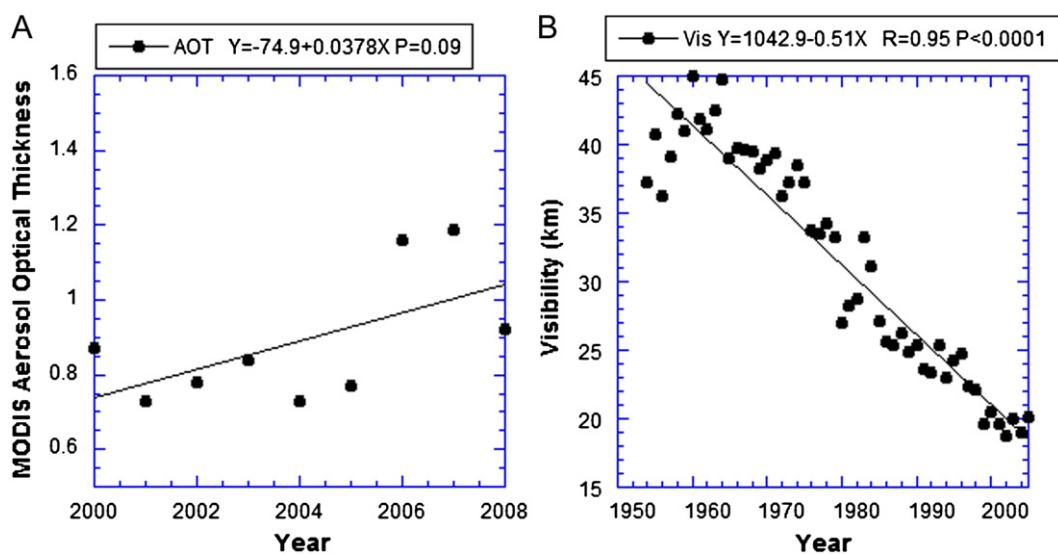 A
AOT Y=-74.9+0.0378X P=0.09
1.6
1.4
1.2
1
0.8
0.6
MODIS Aerosol Optical Thickness
2000 2002 2004 2006 2008
Year
B
Vis Y=1042.9-0.51X R=0.95 P<0.0001
45
40
35
30
25
20
15
Visibility (km)
1950 1960 1970 1980 1990 2000
Year